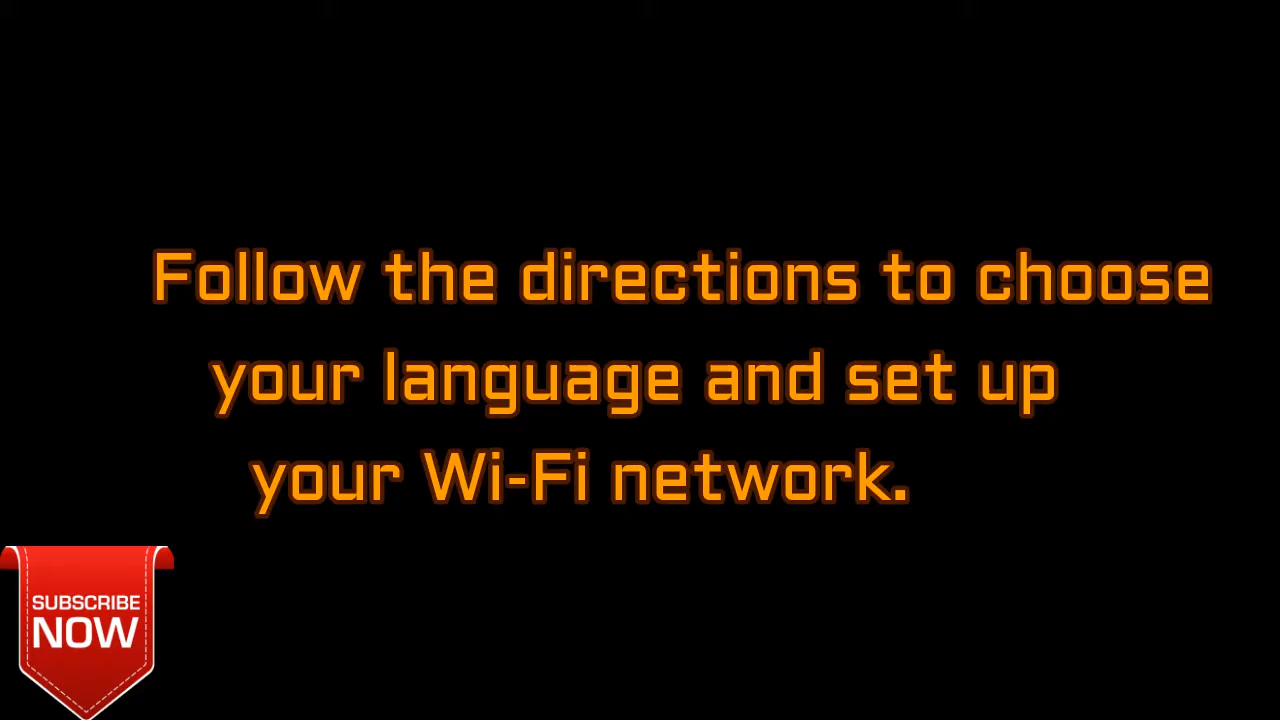 Follow the directions to choose
your language and set up
your Wi-Fi network.
SUBSCRIBE
NOW